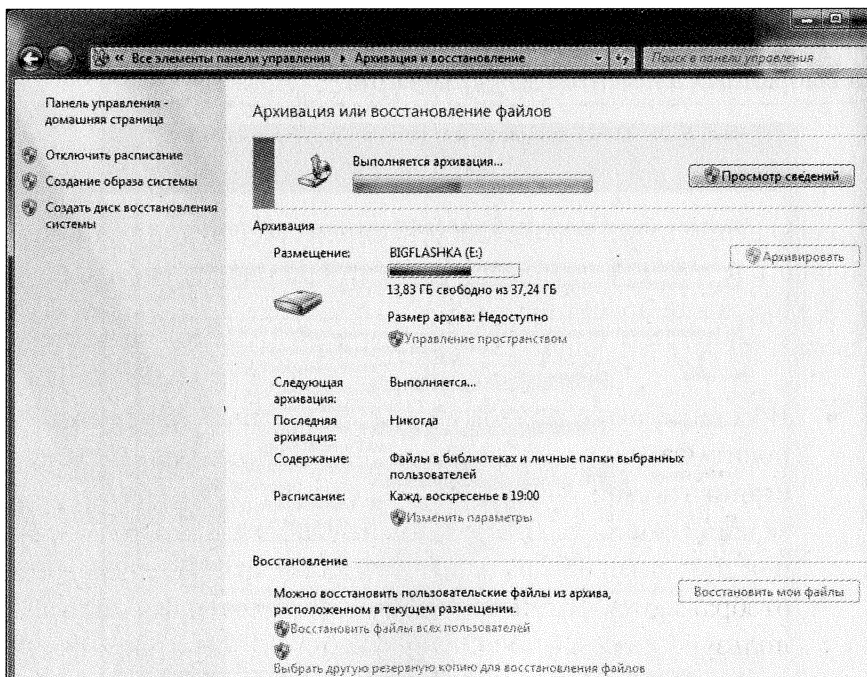 « Все элементы панели управления ▸ Архивация и восстановление
Поиск в панели управления
Панель управления -
домашняя страница
Отключить расписание
Создание образа системы
Создать диск восстановления
системы
Архивация или восстановление файлов
Выполняется архивация...
Просмотр сведений
Архивация
Размещение:
BIGFLASHKA (E:)
Архивировать
13,83 ГБ свободно из 37,24 ГБ
Размер архива: Недоступно
Управление пространством
Следующая
архивация:
Выполняется...
Последняя
архивация:
Никогда
Содержание:
Файлы в библиотеках и личные папки выбранных
пользователей
Расписание:
Кажд. воскресенье в 19:00
Изменить параметры
Восстановление
Можно восстановить пользовательские файлы из архива,
расположенном в текущем размещении.
Восстановить мои файлы
Восстановить файлы всех пользователей
Выбрать другую резервную копию для восстановления файлов